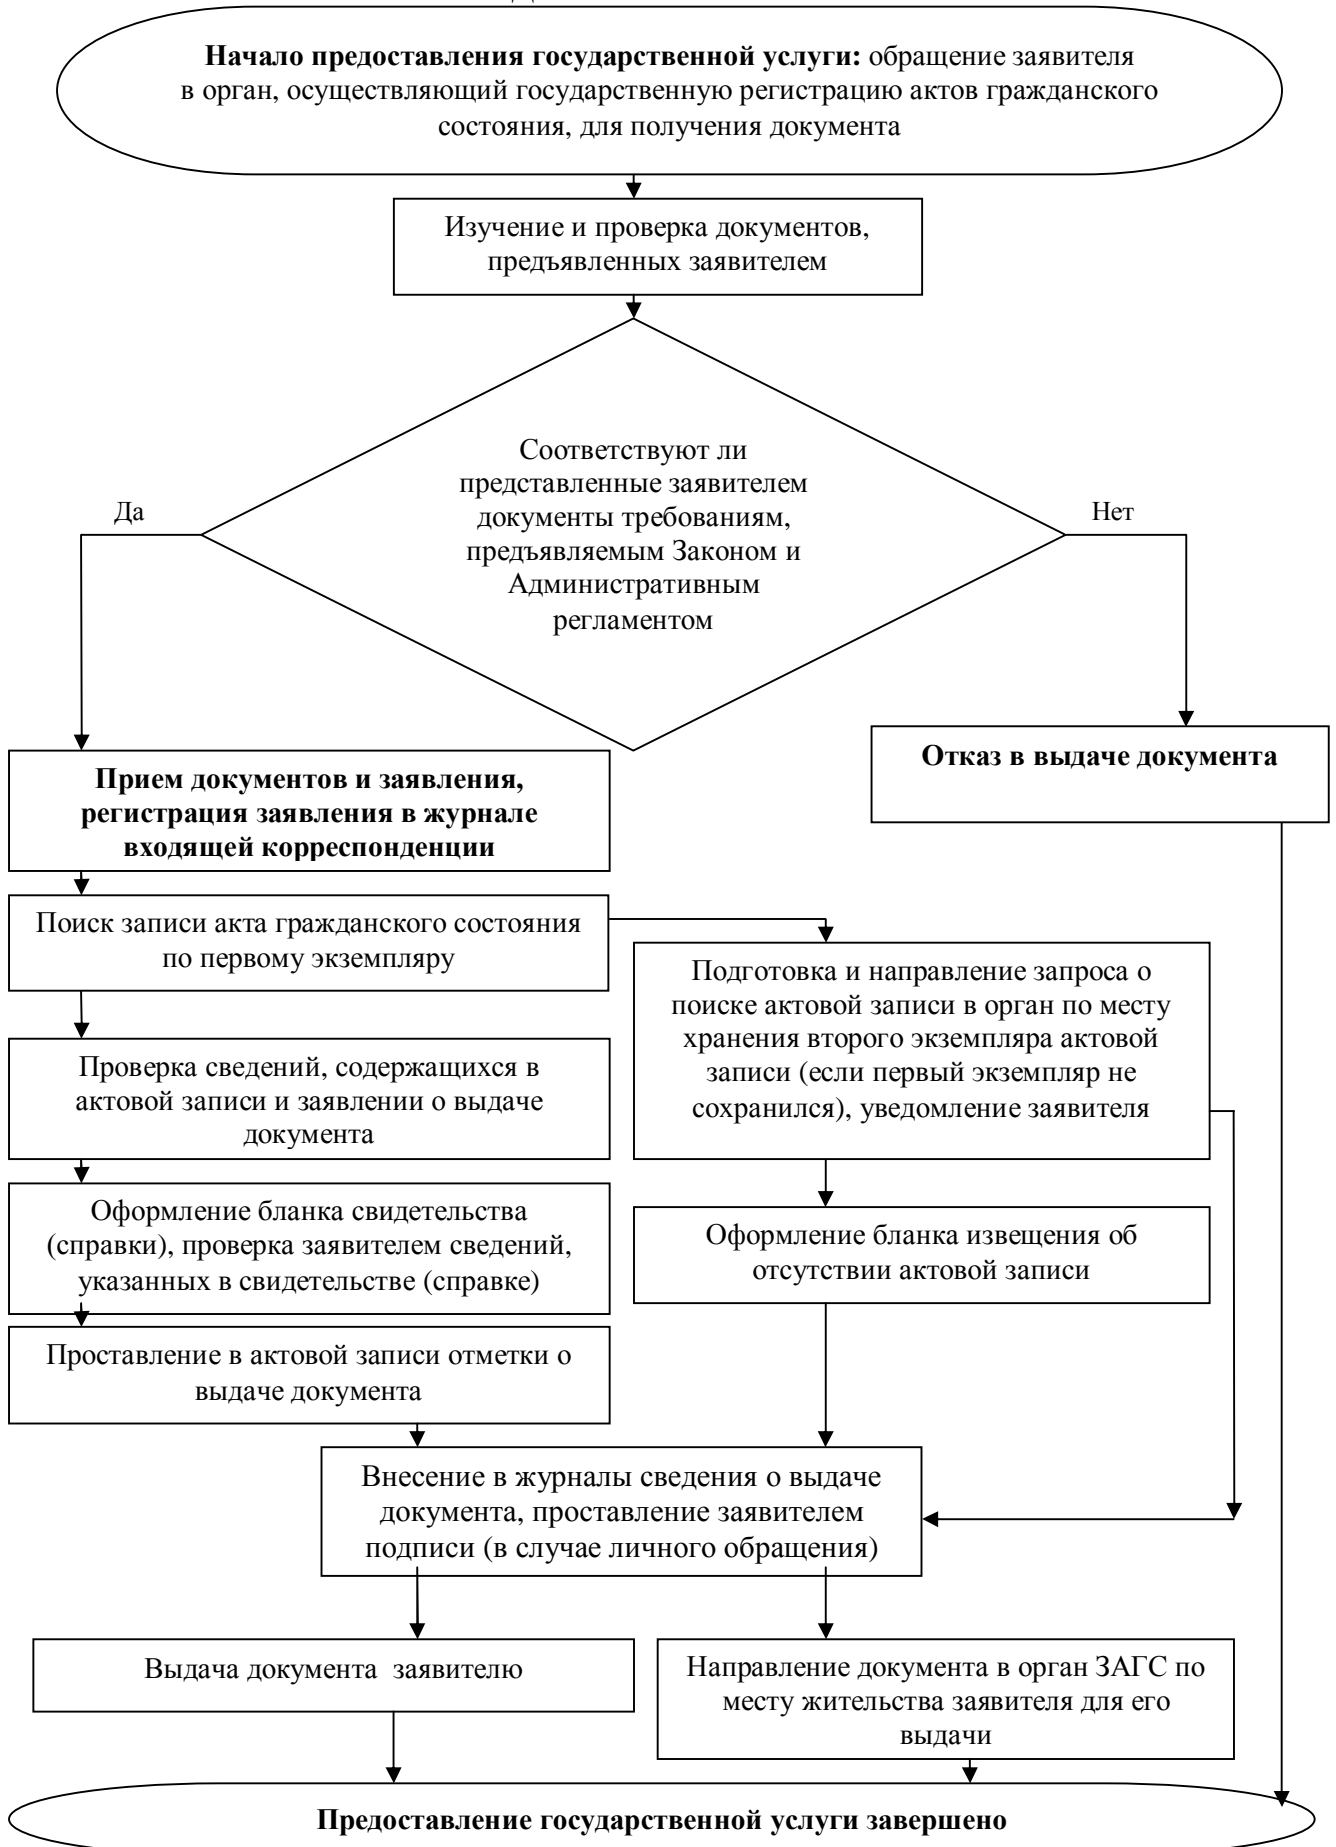 Начало предоставления государственной услуги: обращение заявителя
в орган, осуществляющий государственную регистрацию актов гражданского
состояния, для получения документа
Изучение и проверка документов,
предъявленных заявителем
Соответствуют ли
представленные заявителем
документы требованиям,
предъявляемым Законом и
Административным
регламентом
Да
Нет
Отказ в выдаче документа
Прием документов и заявления,
регистрация заявления в журнале
входящей корреспонденции
Поиск записи акта гражданского состояния
по первому экземпляру
Подготовка и направление запроса о
поиске актовой записи в орган по месту
хранения второго экземпляра актовой
записи (если первый экземпляр не
сохранился), уведомление заявителя
Проверка сведений, содержащихся в
актовой записи и заявлении о выдаче
документа
Оформление бланка свидетельства
(справки), проверка заявителем сведений,
указанных в свидетельстве (справке)
Оформление бланка извещения об
отсутствии актовой записи
Проставление в актовой записи отметки о
выдаче документа
Внесение в журналы сведения о выдаче
документа, проставление заявителем
подписи (в случае личного обращения)
Выдача документа заявителю
Направление документа в орган ЗАГС по
месту жительства заявителя для его
выдачи
Предоставление государственной услуги завершено